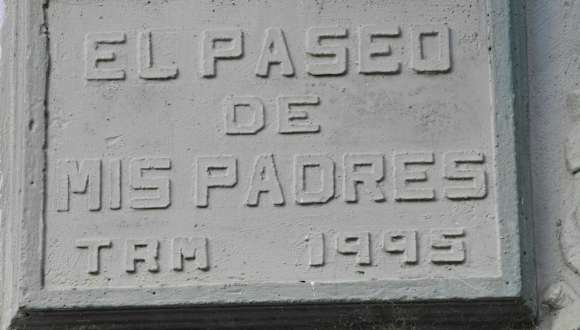 EL PASEO
DE
MIS PADRES
TRM 1995